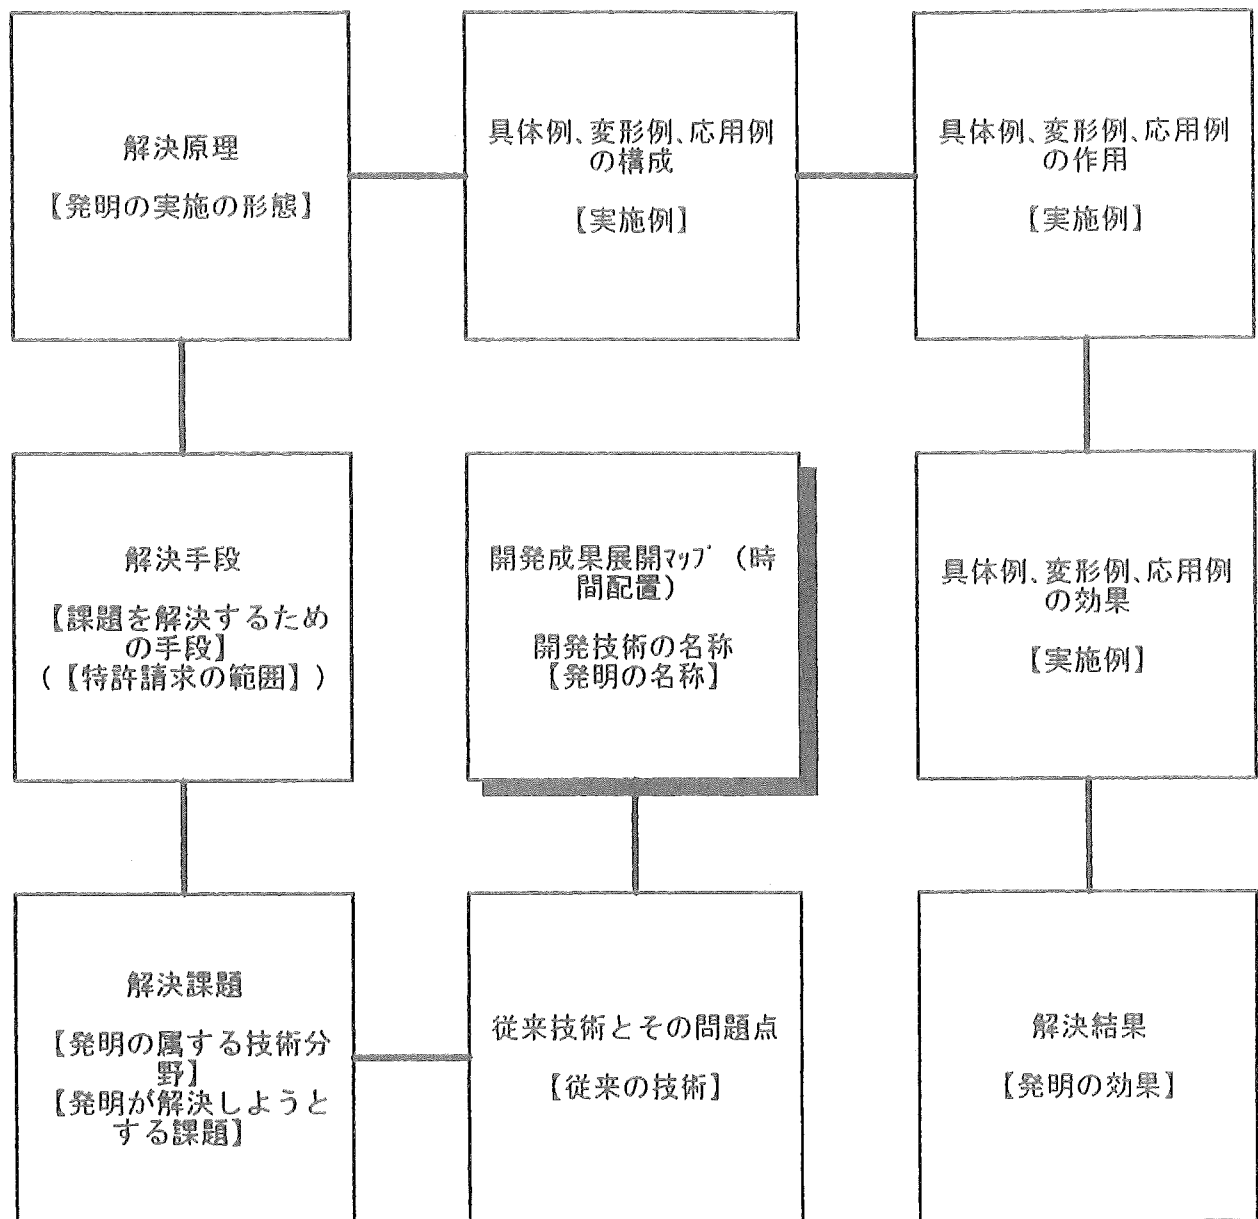 解決原理
【発明の実施の形態】
具体例、変形例、応用例
の構成
【実施例】
具体例、変形例、応用例
の作用
【実施例】
解決手段
【課題を解決するため
の手段】
(【特許請求の範囲】)
開発成果展開ﾏｯﾌﾟ（時
間配置）
開発技術の名称
【発明の名称】
具体例、変形例、応用例
の効果
【実施例】
解決課題
【発明の属する技術分
野】
【発明が解決しようと
する課題】
従来技術とその問題点
【従来の技術】
解決結果
【発明の効果】